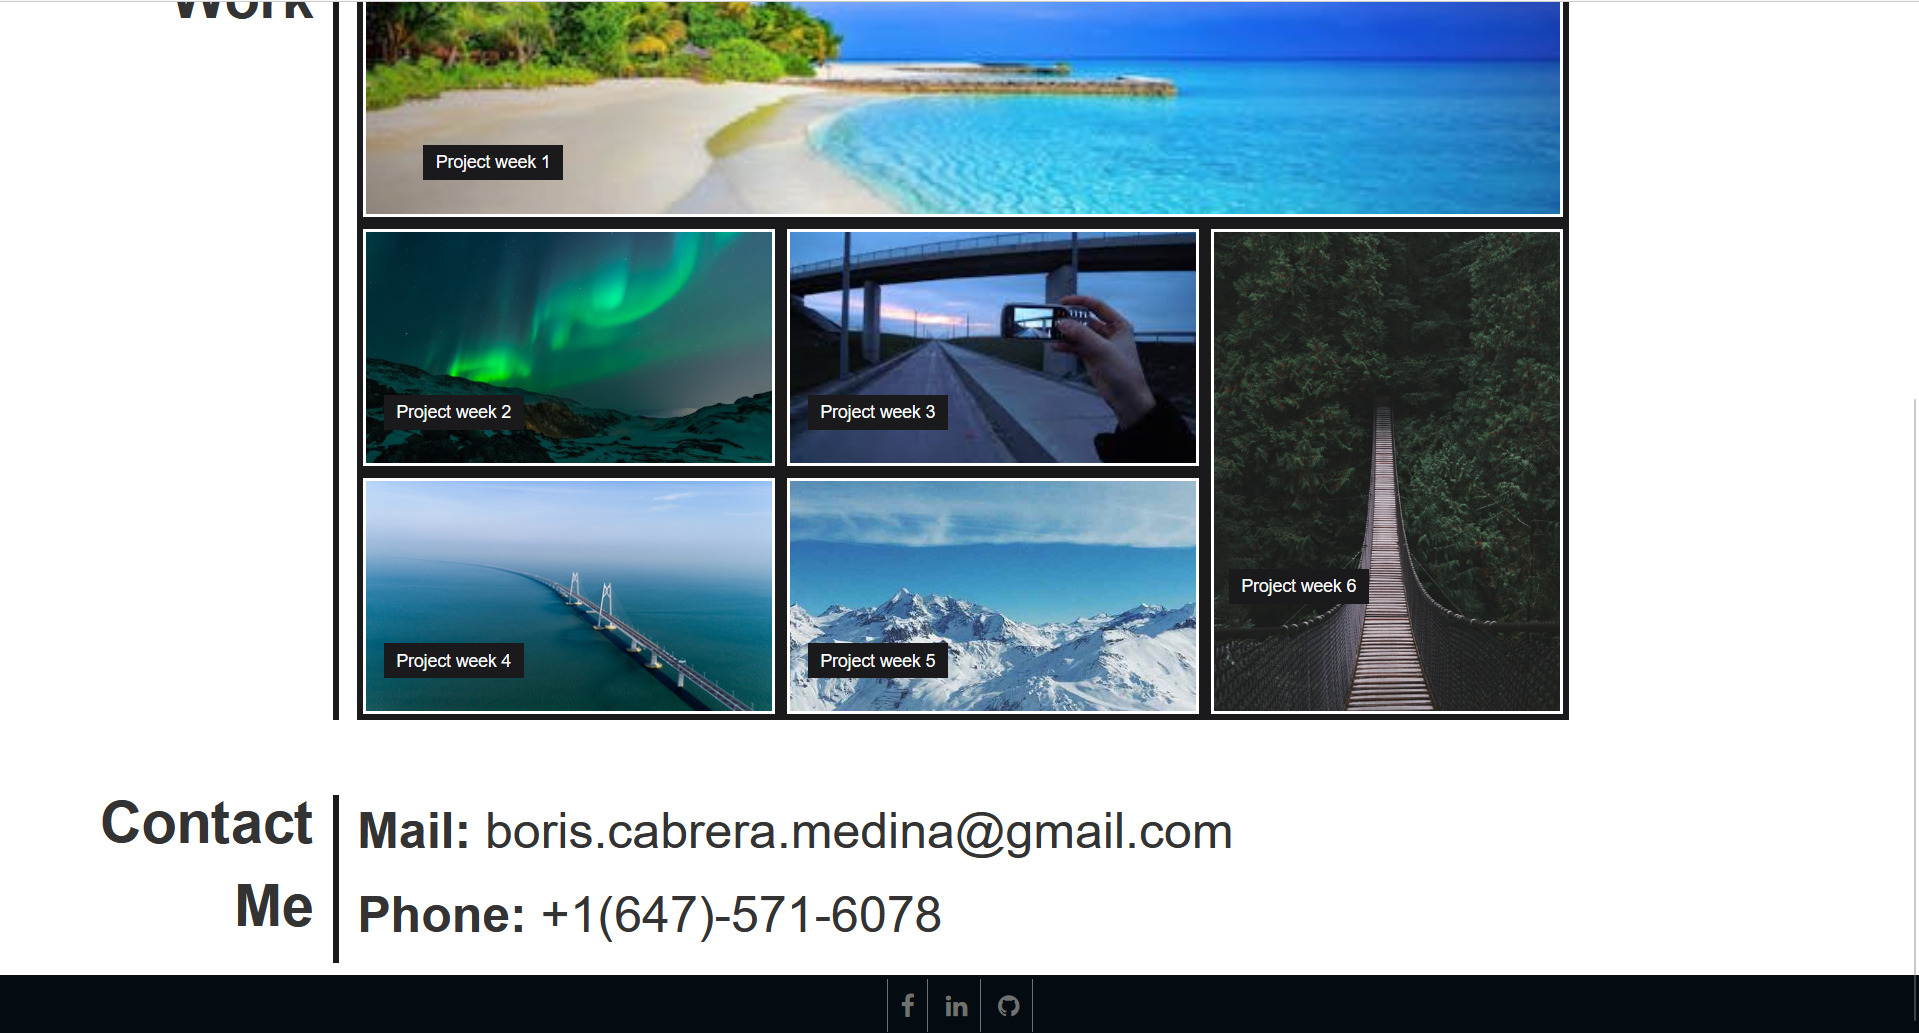 Work
Project week 1
Project week 2
Project week 3
Project week 6
Project week 4
Project week 5
Contact
Me
Mail: boris.cabrera.medina@gmail.com
Phone: +1(647)-571-6078